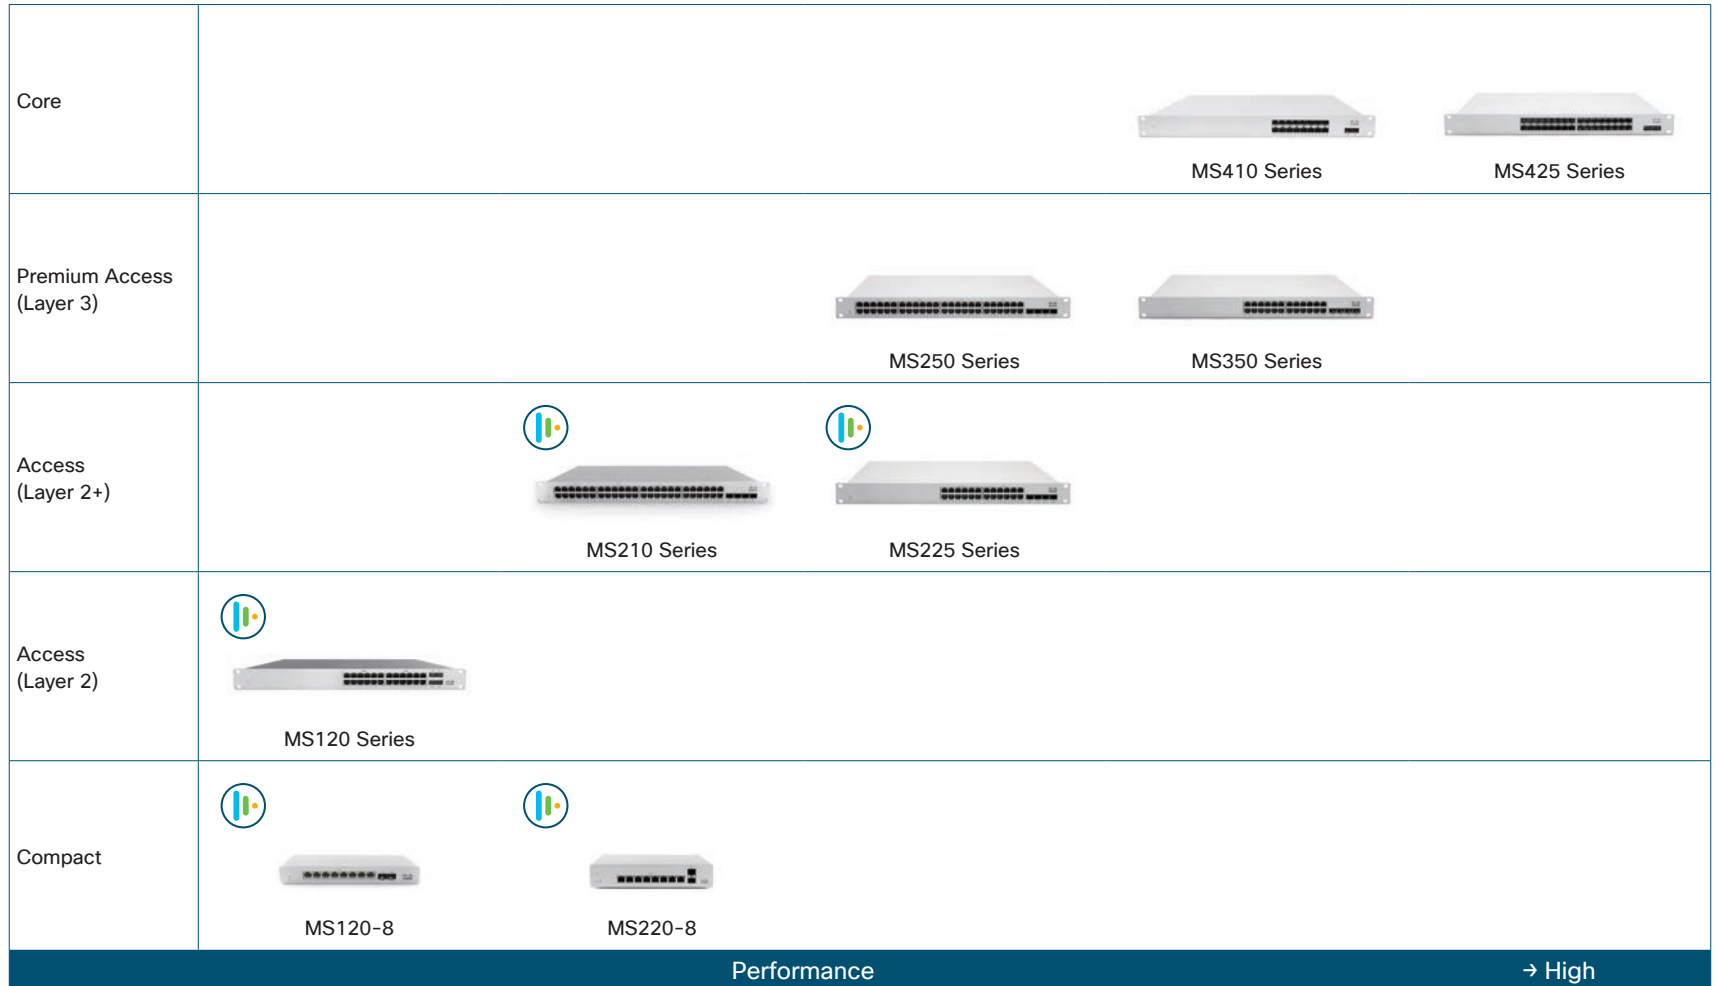 Core
MS410 Series
MS425 Series
Premium Access
(Layer 3)
MS250 Series
MS350 Series
Access
(Layer 2+)
MS210 Series
MS225 Series
Access
(Layer 2)
MS120 Series
Compact
MS120-8
MS220-8
Performance
→ High